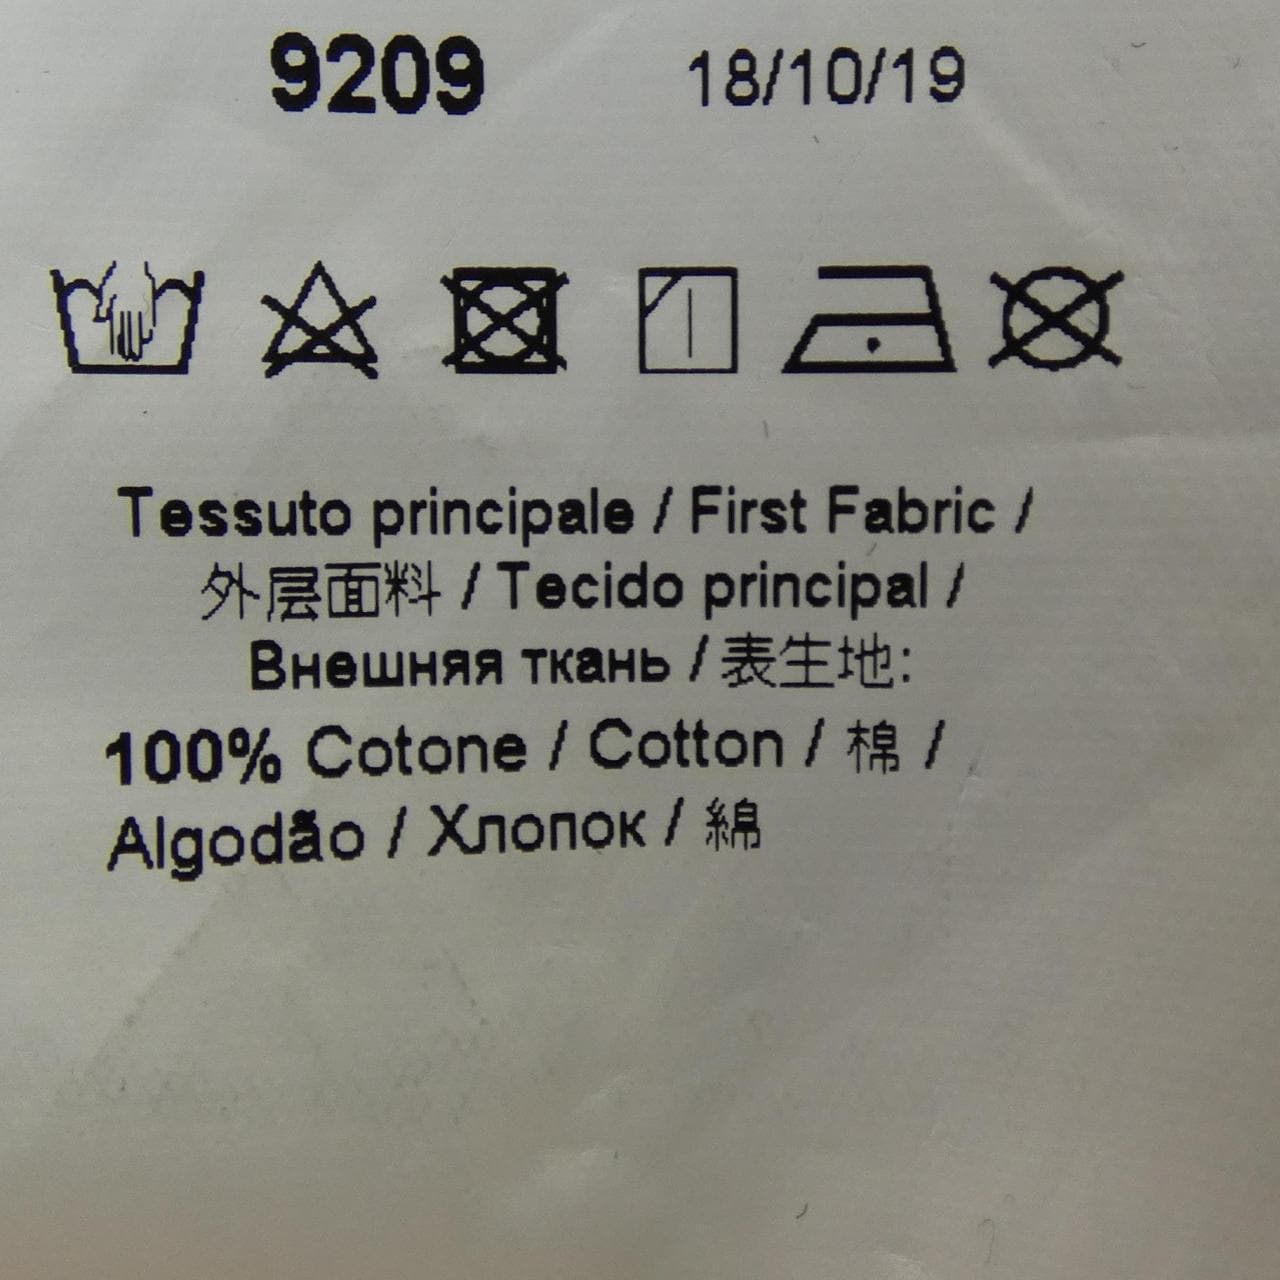 9209 18/10/19
Tessuto principale / First Fabric /
外层面料 / Tecido principal /
Внешняя ткань / 表生地:
100% Cotone / Cotton / 棉 /
Algodão / Хлопок / 綿